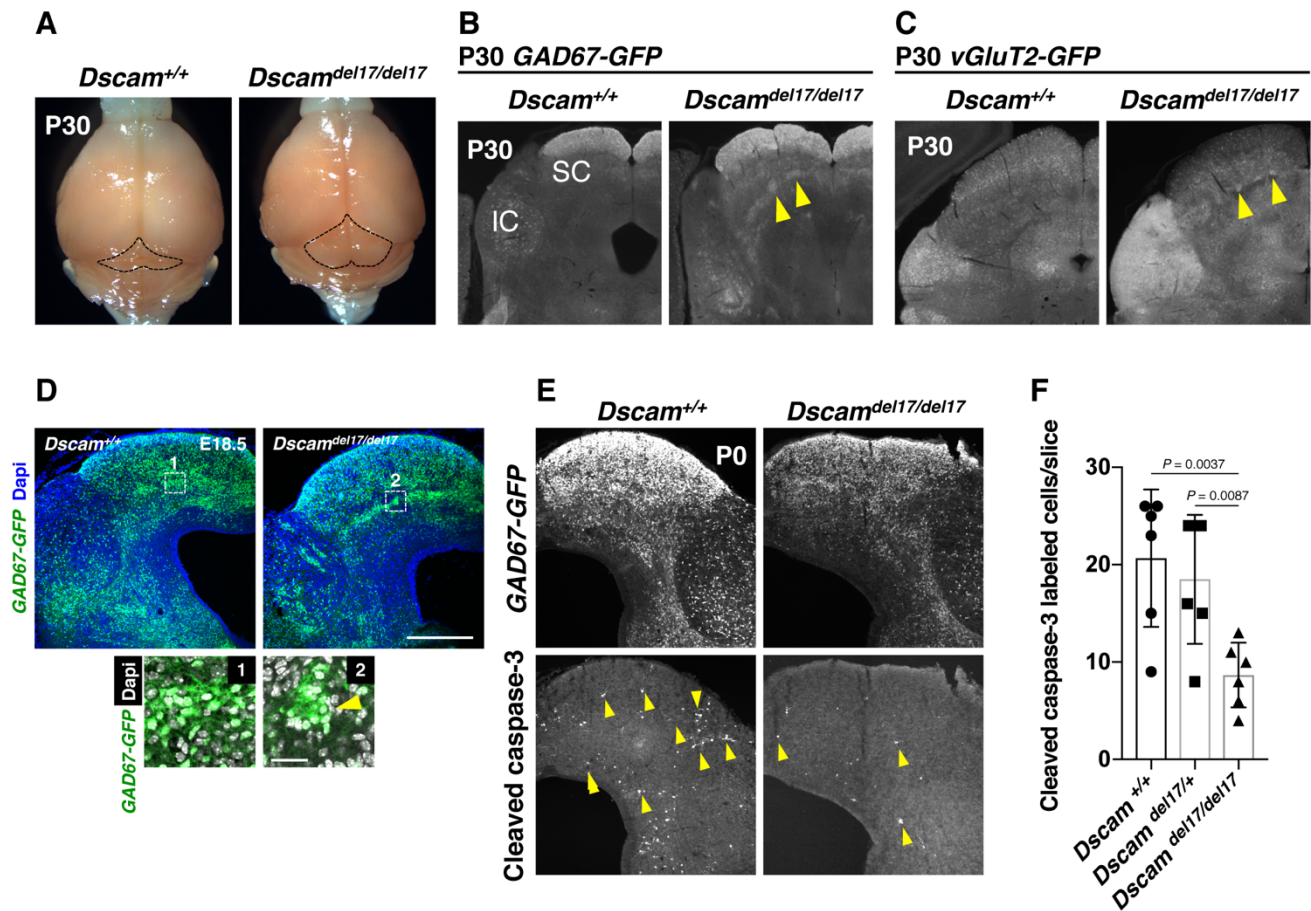 A
Dscam+/+
Dscamdel17/del17
P30
B
P30 GAD67-GFP
Dscam+/+
Dscamdel17/del17
P30
SC
IC
C
P30 vGluT2-GFP
Dscam+/+
Dscamdel17/del17
P30
D
GAD67-GFP Dapi
Dscam+/+
E18.5
1
Dscamdel17/del17
2
GAD67-GFP Dapi
1
2
E
Dscam+/+
Dscamdel17/del17
GAD67-GFP
P0
Cleaved caspase-3
F
Cleaved caspase-3 labeled cells/slice
30
20
10
0
P = 0.0037
P = 0.0087
Dscam +/+
Dscam del17/+
Dscam del17/del17